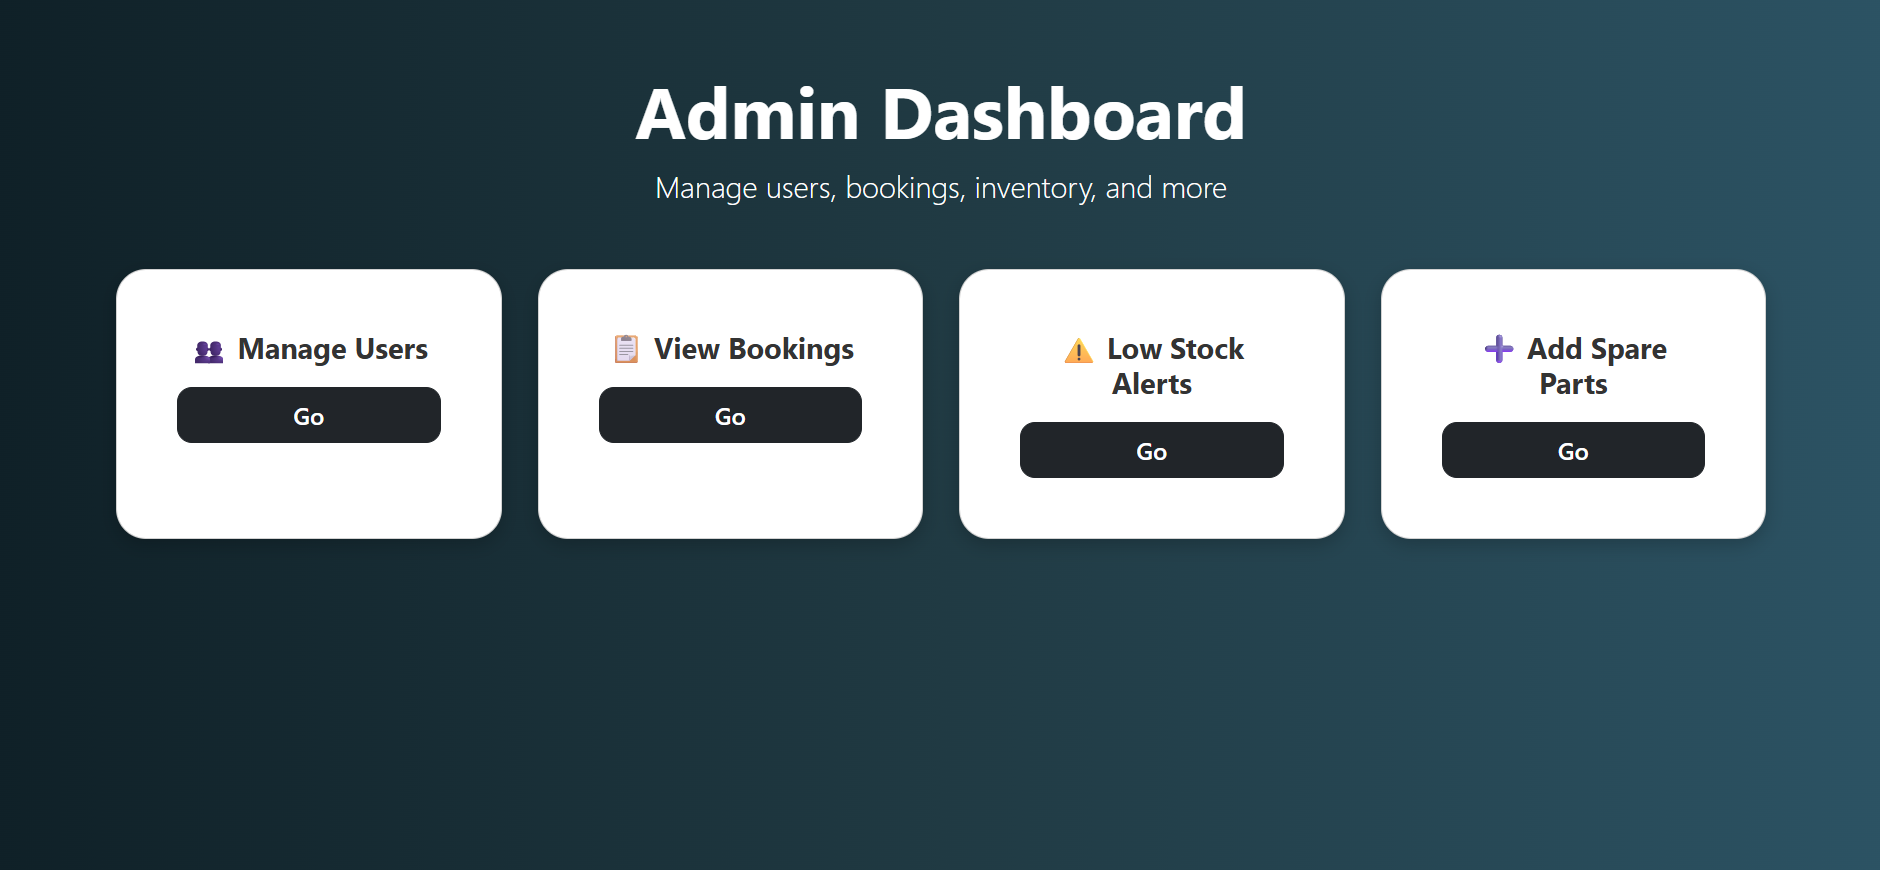 Admin Dashboard
Manage users, bookings, inventory, and more
Manage Users
Go
View Bookings
Go
Low Stock
Alerts
Go
Add Spare
Parts
Go